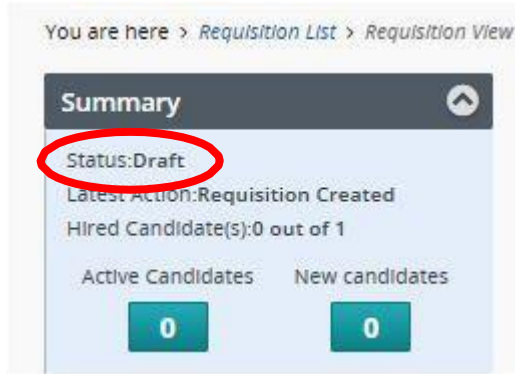 You are here > Requisition List > Requisition View
Summary
Status:Draft
Latest Action:Requisition Created
Hired Candidate(s):0 out of 1
Active Candidates New candidates
0 0